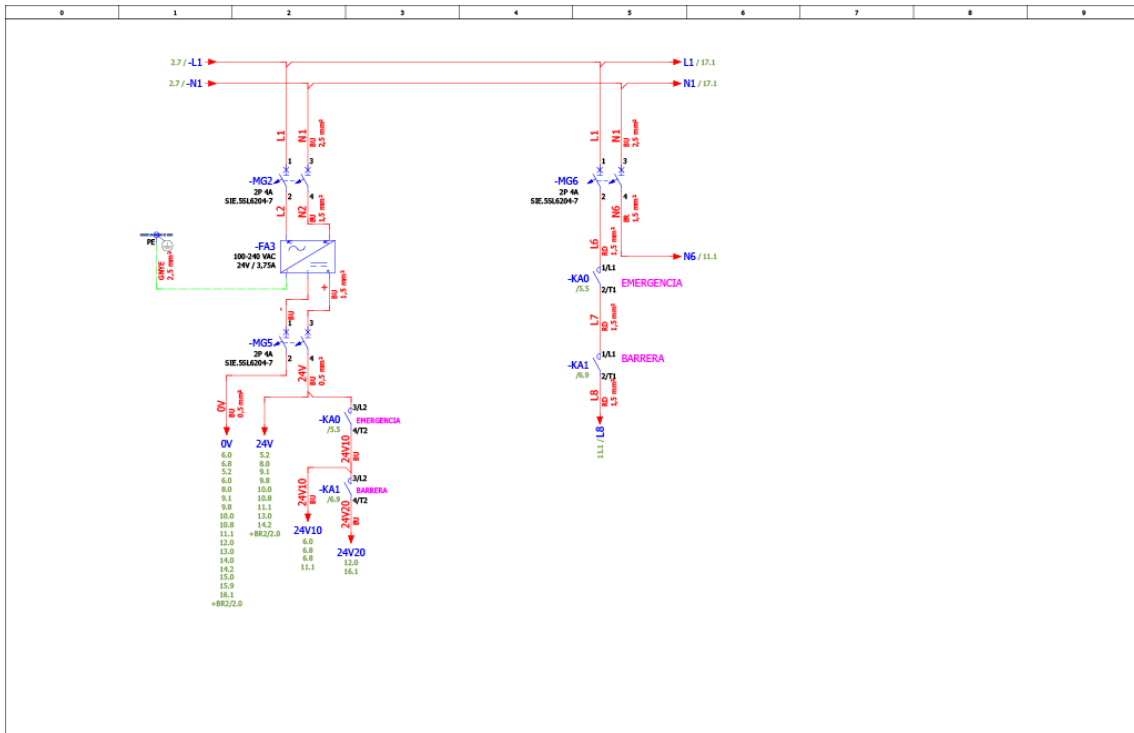 0 1 2 3 4 5 6 7 8 9
2.7 / -L1
L1 / 17.1
2.7 / -N1
N1 / 17.1
L1
N1
BU
2,5 mm²
L1
N1
BU
2,5 mm²
-MG2
2P 4A
SIE.5SL6204-7
1
3
2
4
-MG6
2P 4A
SIE.5SL6204-7
1
3
2
4
L2
N2
BU
1,5 mm²
N6
BR
1,5 mm²
PE
GNYE
2,5 mm²
-FA3
100-240 VAC
24V / 3,75A
L6
RD
1,5 mm²
N6 / 11.1
-KA0
/5.5
1/L1
2/T1
EMERGENCIA
-
BU
+
BU
1,5 mm²
L7
RD
1,5 mm²
-MG5
2P 4A
SIE.5SL6204-7
1
3
2
4
-KA1
/6.9
1/L1
2/T1
BARRERA
24V
BU
0,5 mm²
0V
BU
0,5 mm²
L8
RD
1,5 mm²
11.1 / L8
-KA0
/5.5
3/L2
4/T2
EMERGENCIA
24V10
BU
24V10
BU
-KA1
/6.9
3/L2
4/T2
BARRERA
24V20
BU
0V
6.0
6.8
5.2
6.0
8.0
9.1
9.8
10.0
10.8
11.1
12.0
13.0
14.0
14.2
15.0
15.9
16.1
+BR2/2.0
24V
5.2
8.0
9.1
9.8
10.0
10.8
11.1
13.0
14.2
+BR2/2.0
24V10
6.0
6.8
6.8
11.1
24V20
12.0
16.1